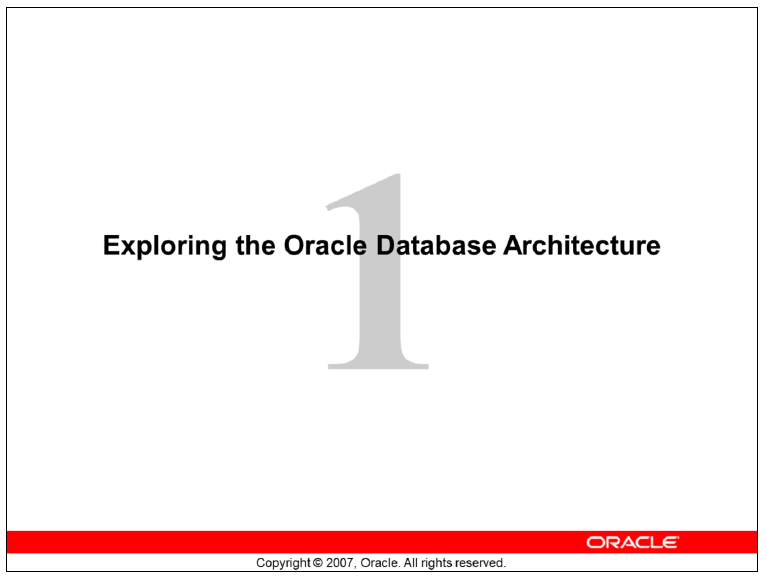 1
Exploring the Oracle Database Architecture
ORACLE
Copyright © 2007, Oracle. All rights reserved.